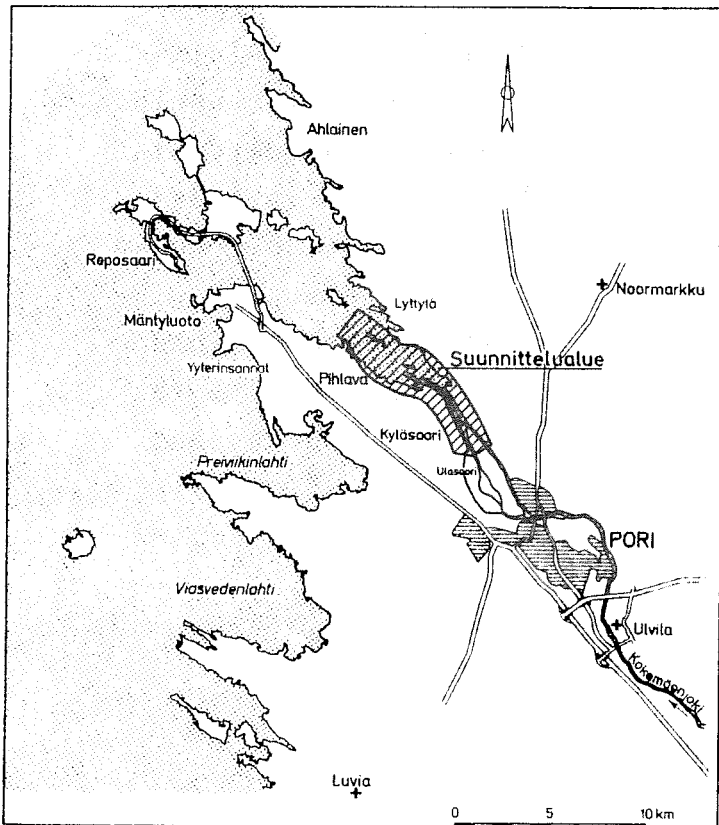 Ahlainen
Reposaari
Noormarkku
Lyttylä
Mäntyluoto
Suunnittelualue
Yyterinsannat
Pihlava
Kyläsaari
Ulasoori
Preiviikinlahti
PORI
Viasvedenlahti
Ulvila
Kokemäenjoki
Luvia
0 5 10 km